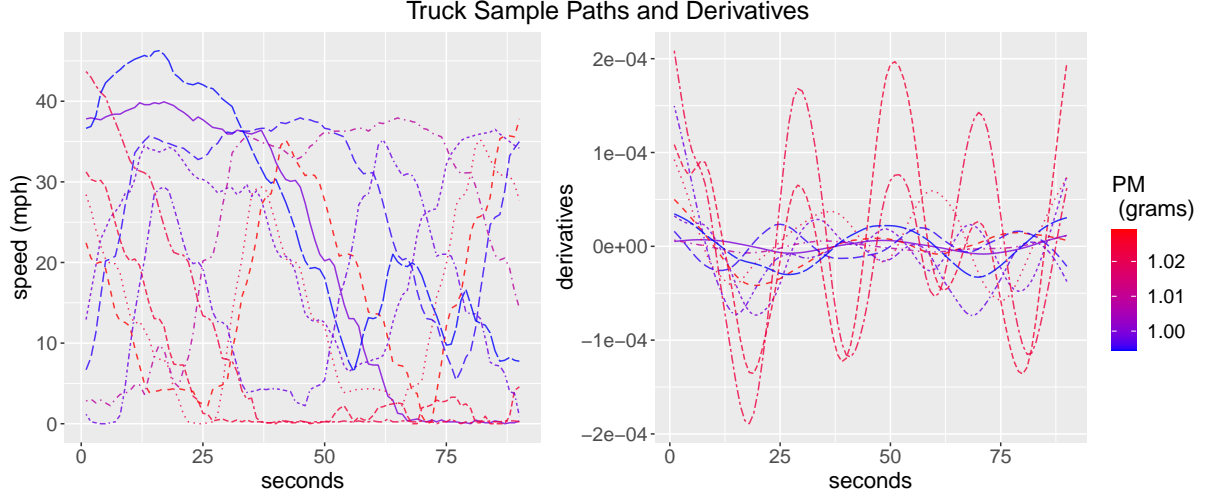 Truck Sample Paths and Derivatives
speed (mph)
40
30
20
10
0
0 25 50 75
seconds
derivatives
2e−04
1e−04
0e+00
−1e−04
−2e−04
0 25 50 75
seconds
PM
(grams)
1.02
1.01
1.00